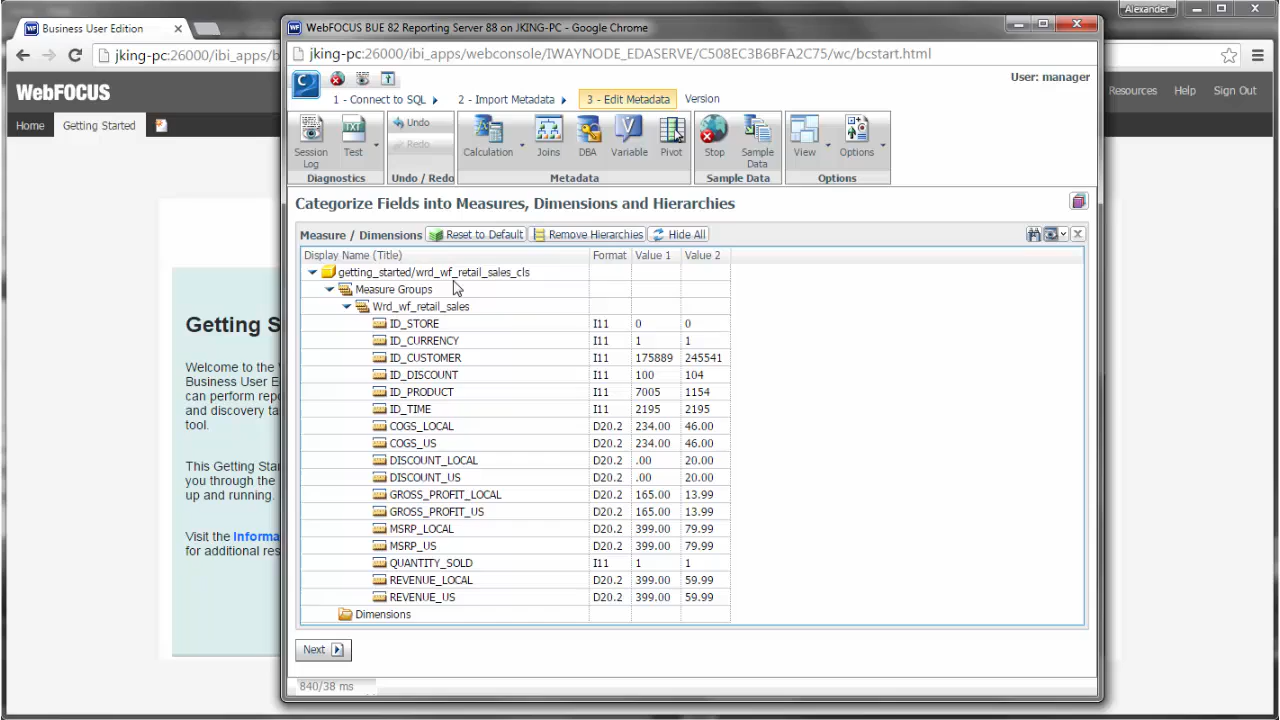 Alexander
Business User Edition
WebFOCUS BUE 82 Reporting Server 88 on JKING-PC - Google Chrome
jking-pc:26000/ibi_apps/b
jking-pc:26000/ibi_apps/webconsole/IWAYNODE_EDASERVE/C508EC3B6BFA2C75/wc/bcstart.html
WebFOCUS
User: manager
Resources Help Sign Out
1 - Connect to SQL 2 - Import Metadata 3 - Edit Metadata Version
Home Getting Started
Undo
Redo
Session Log
Test
Calculation
Joins
DBA
Variable
Pivot
Stop
Sample Data
View
Options
Diagnostics Undo / Redo Metadata Sample Data Options
Categorize Fields into Measures, Dimensions and Hierarchies
Measure / Dimensions Reset to Default Remove Hierarchies Hide All
Display Name (Title) Format Value 1 Value 2
getting_started/wrd_wf_retail_sales_cls
Measure Groups
Wrd_wf_retail_sales
ID_STORE I11 0 0
ID_CURRENCY I11 1 1
ID_CUSTOMER I11 175889 245541
ID_DISCOUNT I11 100 104
ID_PRODUCT I11 7005 1154
ID_TIME I11 2195 2195
COGS_LOCAL D20.2 234.00 46.00
COGS_US D20.2 234.00 46.00
DISCOUNT_LOCAL D20.2 .00 20.00
DISCOUNT_US D20.2 .00 20.00
GROSS_PROFIT_LOCAL D20.2 165.00 13.99
GROSS_PROFIT_US D20.2 165.00 13.99
MSRP_LOCAL D20.2 399.00 79.99
MSRP_US D20.2 399.00 79.99
QUANTITY_SOLD I11 1 1
REVENUE_LOCAL D20.2 399.00 59.99
REVENUE_US D20.2 399.00 59.99
Dimensions
Next
840/38 ms
Getting S
Welcome to the
Business User E
can perform repo
and discovery ta
tool.
This Getting Star
you through the
up and running.
Visit the Informa
for additional res